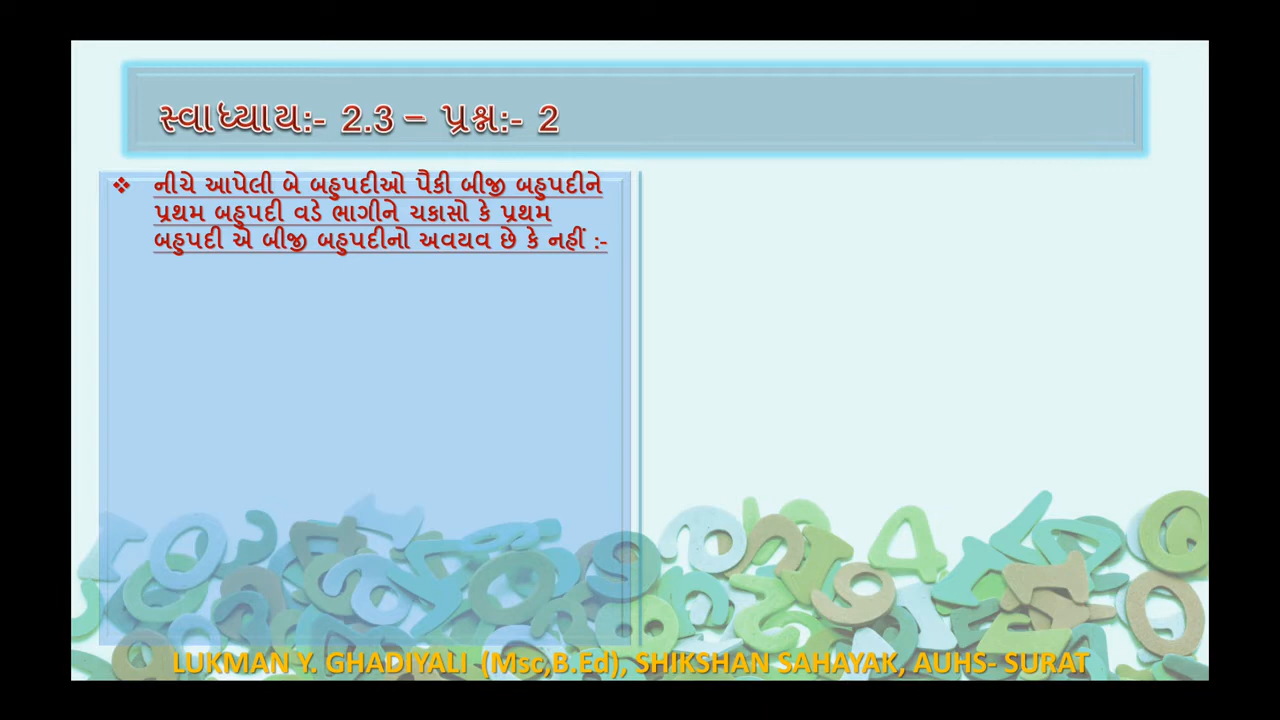 સ્વાધ્યાય:- 2.3 – પ્રશ્ન:- 2
❖ નીચે આપેલી બે બહુપદીઓ પૈકી બીજી બહુપદીને
પ્રથમ બહુપદી વડે ભાગીને ચકાસો કે પ્રથમ
બહુપદી એ બીજી બહુપદીનો અવયવ છે કે નહીં :-
LUKMAN Y. GHADIYALI (Msc,B.Ed), SHIKSHAN SAHAYAK, AUHS- SURAT